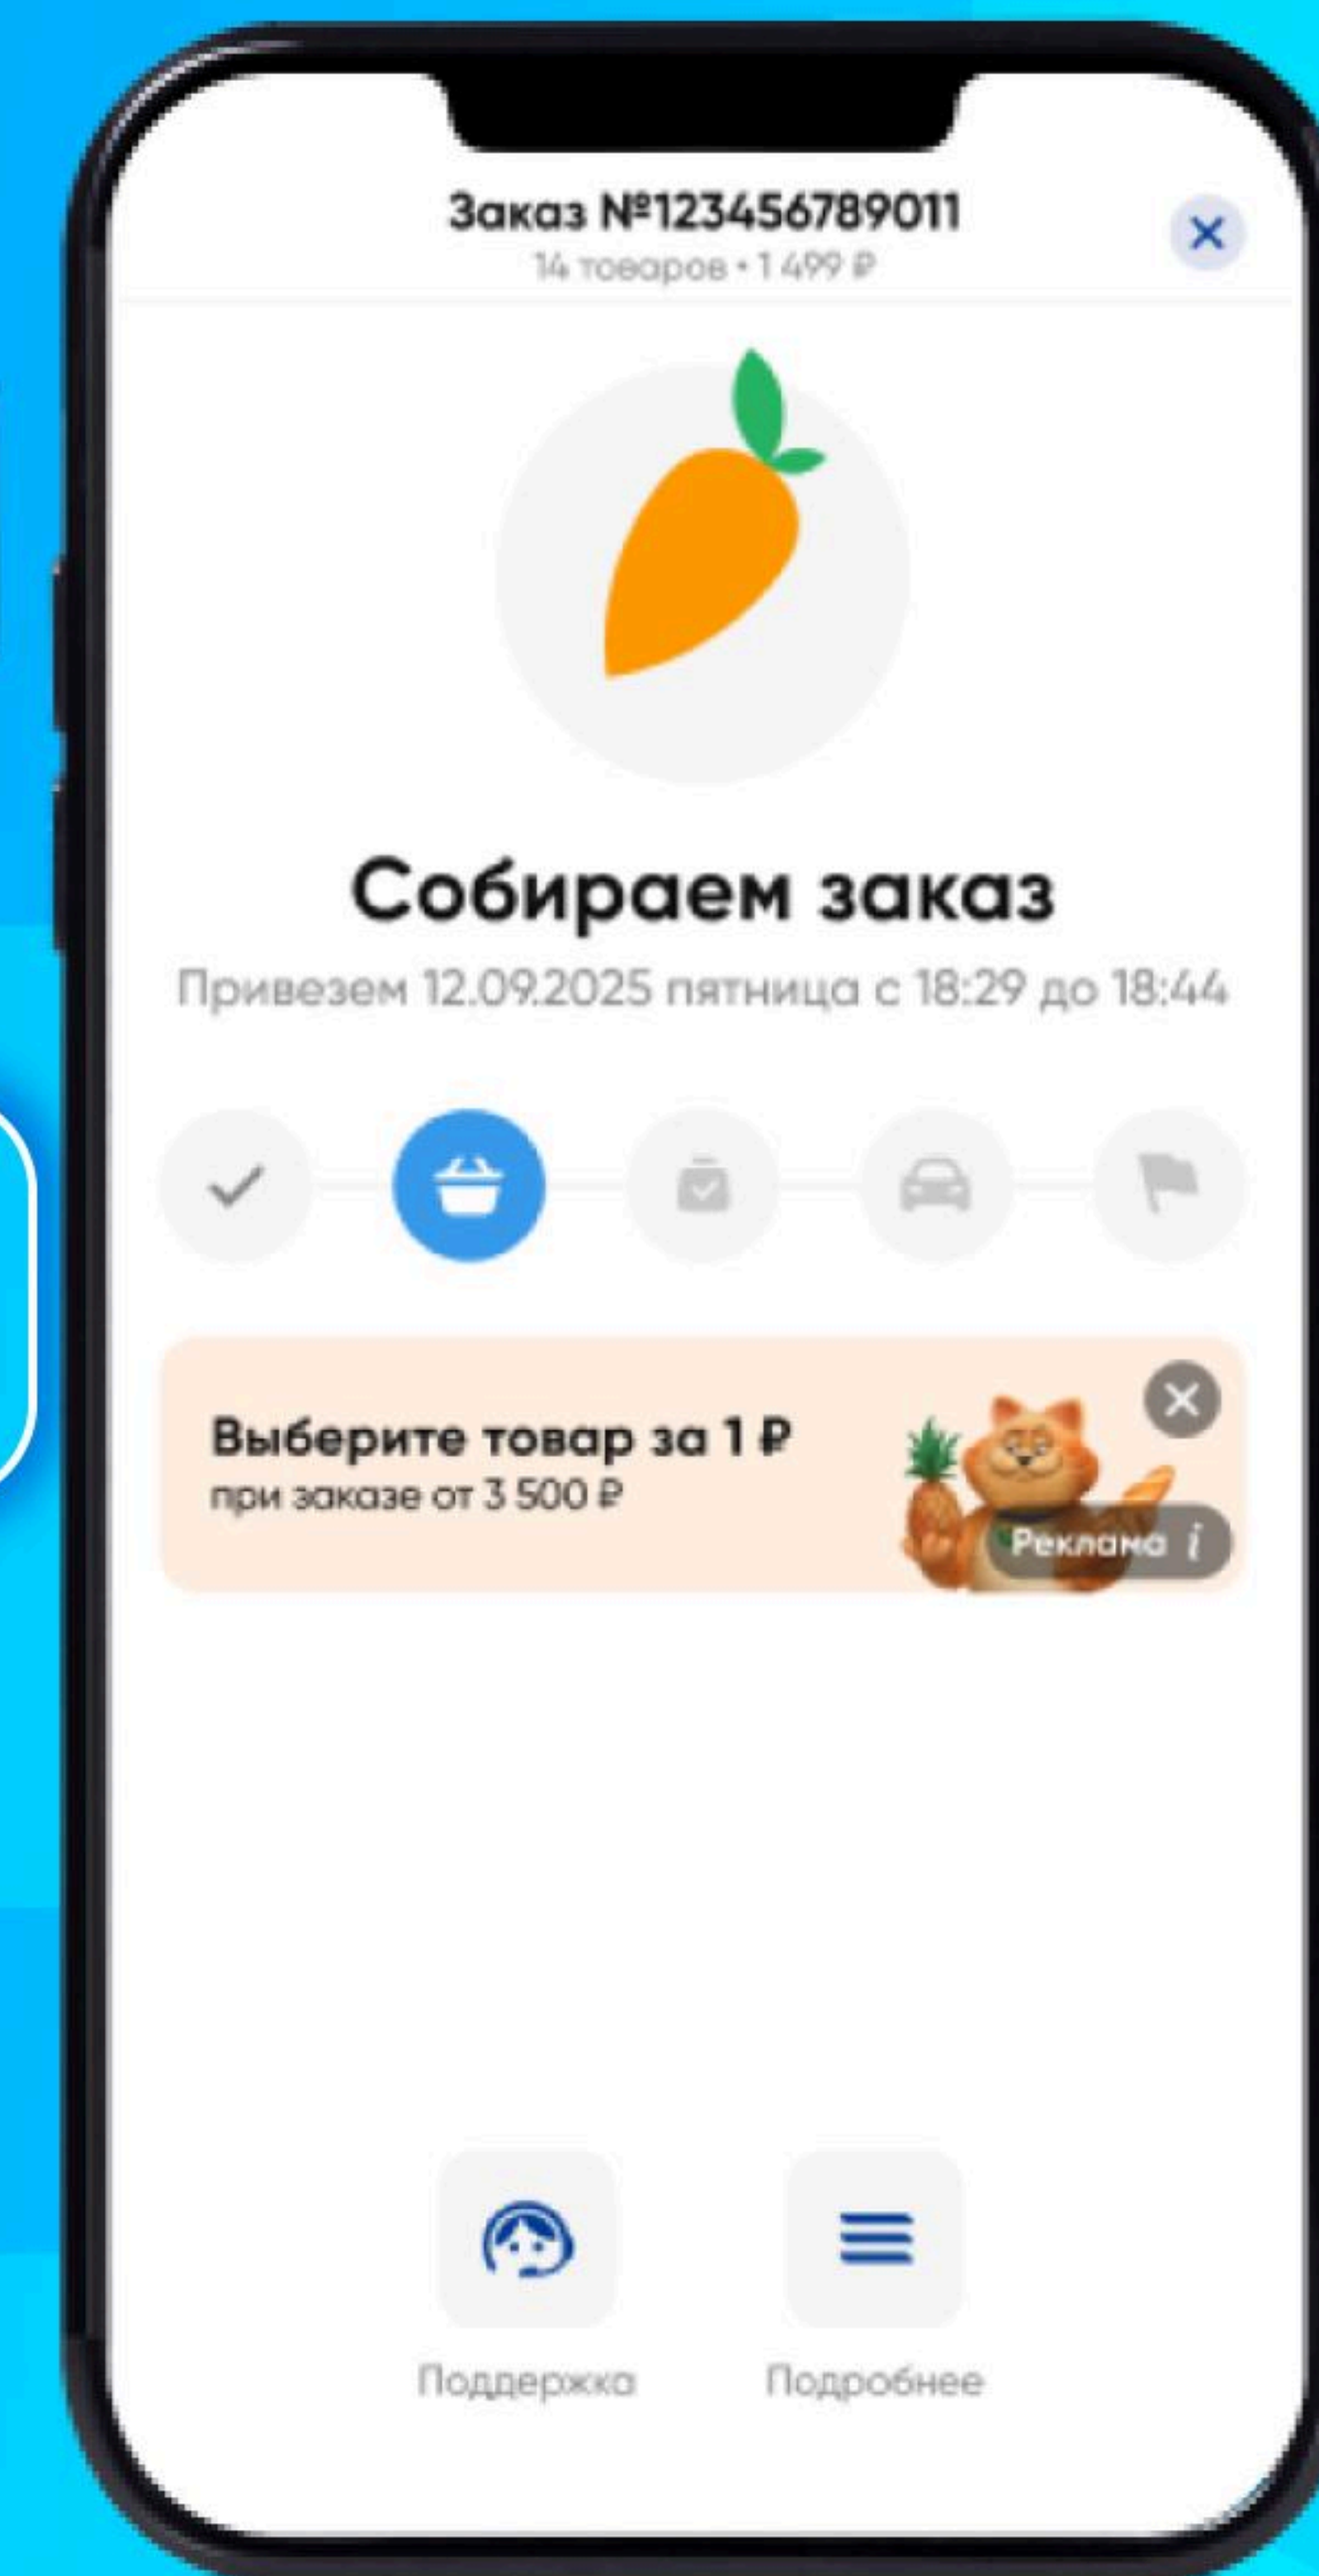 Заказ №123456789011
14 товаров • 1 499 ₽
Собираем заказ
Привезем 12.09.2025 пятница с 18:29 до 18:44
Выберите товар за 1 ₽
при заказе от 3 500 ₽
Реклама i
Поддержка
Подробнее